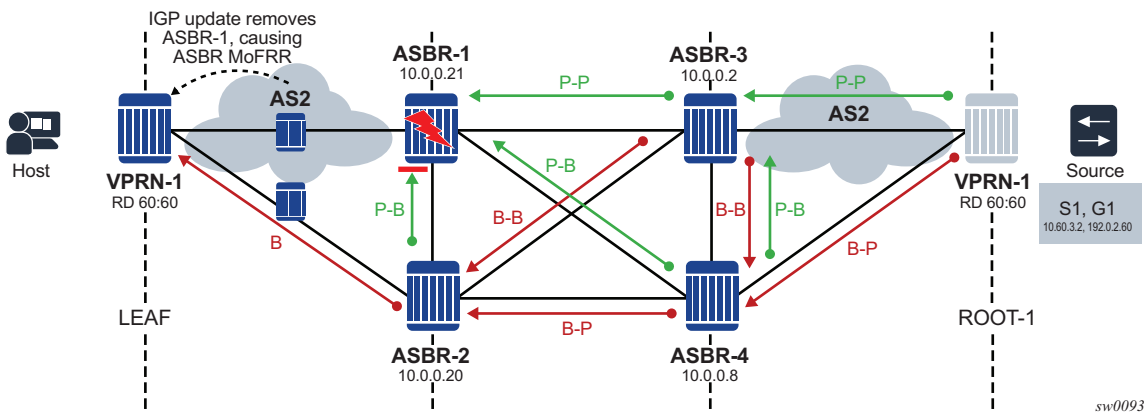 IGP update removes
ASBR-1, causing
ASBR MoFRR
ASBR-1
10.0.0.21
ASBR-3
10.0.0.2
P-P
P-P
AS2
AS2
Host
VPRN-1
RD 60:60
P-B
P-B
B-B
B-B
P-B
B-P
VPRN-1
RD 60:60
Source
S1, G1
10.60.3.2, 192.0.2.60
B
B-P
LEAF
ROOT-1
ASBR-2
10.0.0.20
ASBR-4
10.0.0.8
sw0093